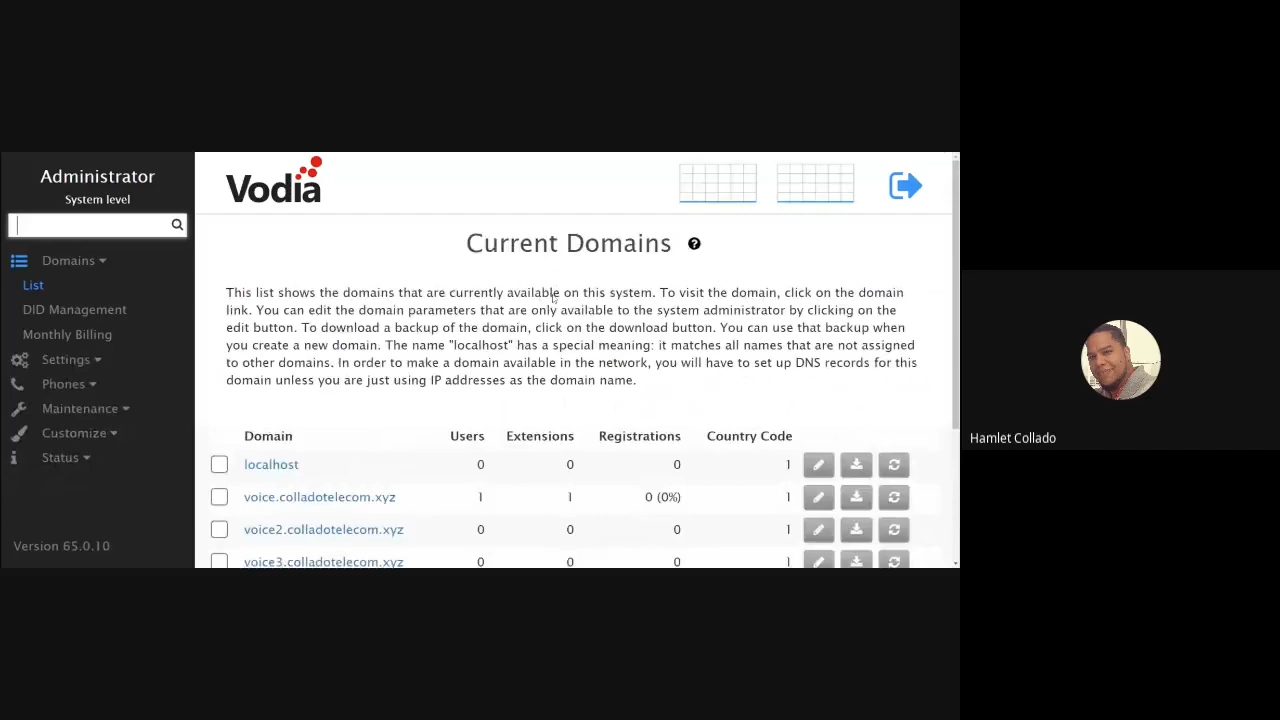 Administrator
System level
Domains
List
DID Management
Monthly Billing
Settings
Phones
Maintenance
Customize
Status
Version 65.0.10
Vodia
Current Domains
This list shows the domains that are currently available on this system. To visit the domain, click on the domain
link. You can edit the domain parameters that are only available to the system administrator by clicking on the
edit button. To download a backup of the domain, click on the download button. You can use that backup when
you create a new domain. The name "localhost" has a special meaning: it matches all names that are not assigned
to other domains. In order to make a domain available in the network, you will have to set up DNS records for this
domain unless you are just using IP addresses as the domain name.
Domain Users Extensions Registrations Country Code
localhost 0 0 0 1
voice.colladotelecom.xyz 1 1 0 (0%) 1
voice2.colladotelecom.xyz 0 0 0 1
voice3.colladotelecom.xyz 0 0 0 1
Hamlet Collado